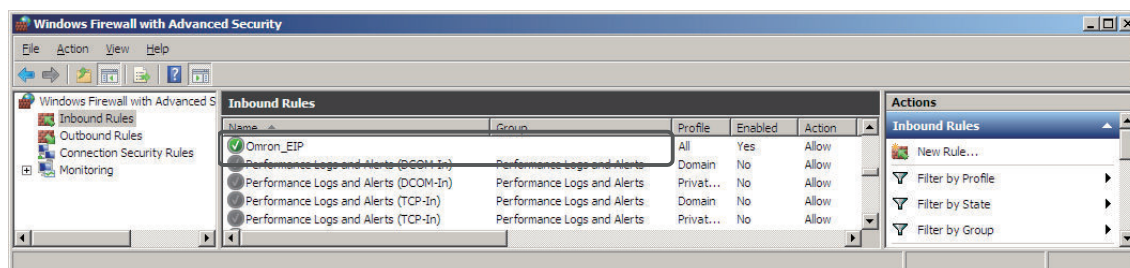 Windows Firewall with Advanced Security
File Action View Help
Windows Firewall with Advanced S
Inbound Rules
Outbound Rules
Connection Security Rules
Monitoring
Inbound Rules
Name Group Profile Enabled Action
Omron_EIP All Yes Allow
Performance Logs and Alerts (DCOM-In) Performance Logs and Alerts Domain No Allow
Performance Logs and Alerts (DCOM-In) Performance Logs and Alerts Privat... No Allow
Performance Logs and Alerts (TCP-In) Performance Logs and Alerts Domain No Allow
Performance Logs and Alerts (TCP-In) Performance Logs and Alerts Privat... No Allow
Actions
Inbound Rules
New Rule...
Filter by Profile
Filter by State
Filter by Group